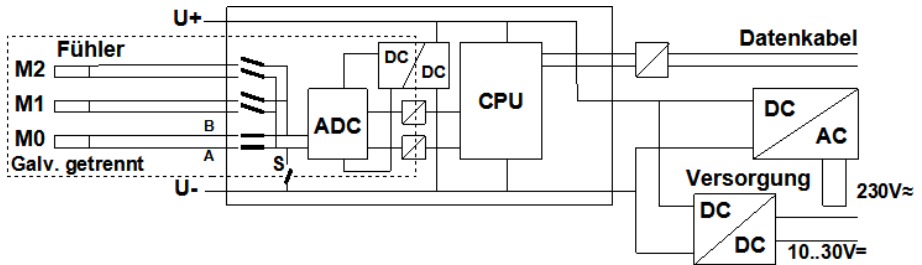 U+
Fühler
M2
M1
M0
B
A
Galv. getrennt
S
U-
ADC
DC
DC
CPU
Datenkabel
DC
AC
Versorgung
230V≈
DC
DC
10..30V=